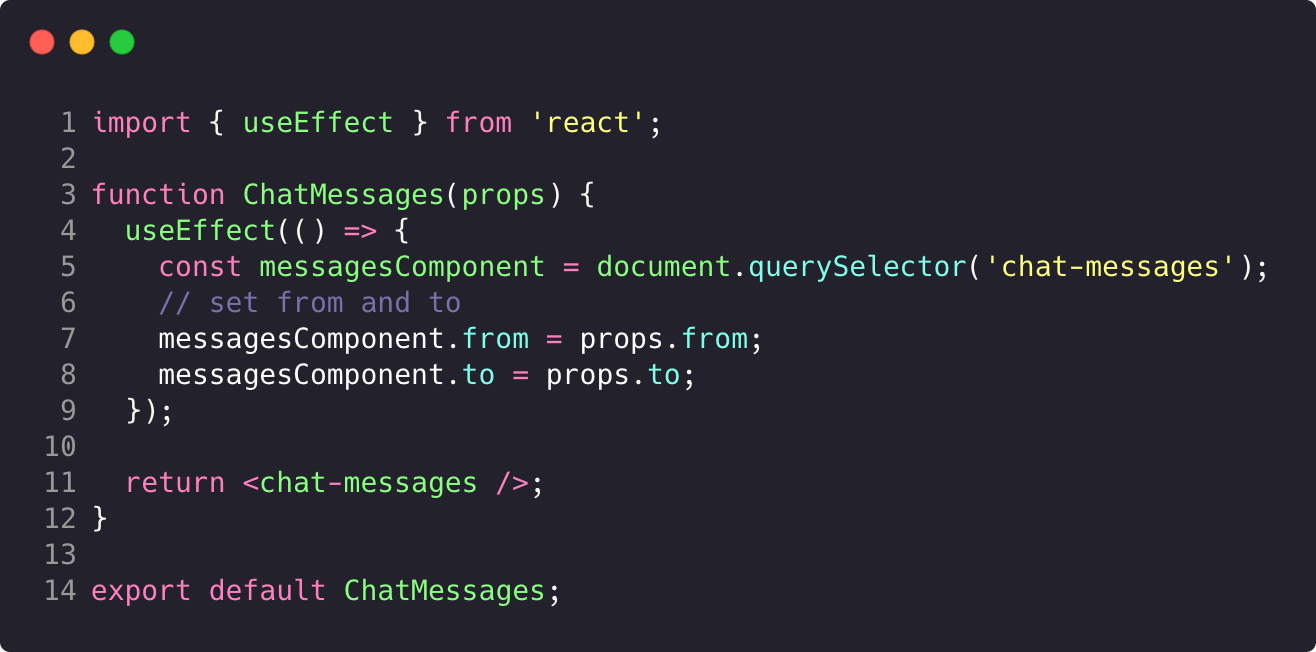 1 import { useEffect } from 'react';
2
3 function ChatMessages(props) {
4   useEffect(() => {
5     const messagesComponent = document.querySelector('chat-messages');
6     // set from and to
7     messagesComponent.from = props.from;
8     messagesComponent.to = props.to;
9   });
10
11   return <chat-messages />;
12 }
13
14 export default ChatMessages;